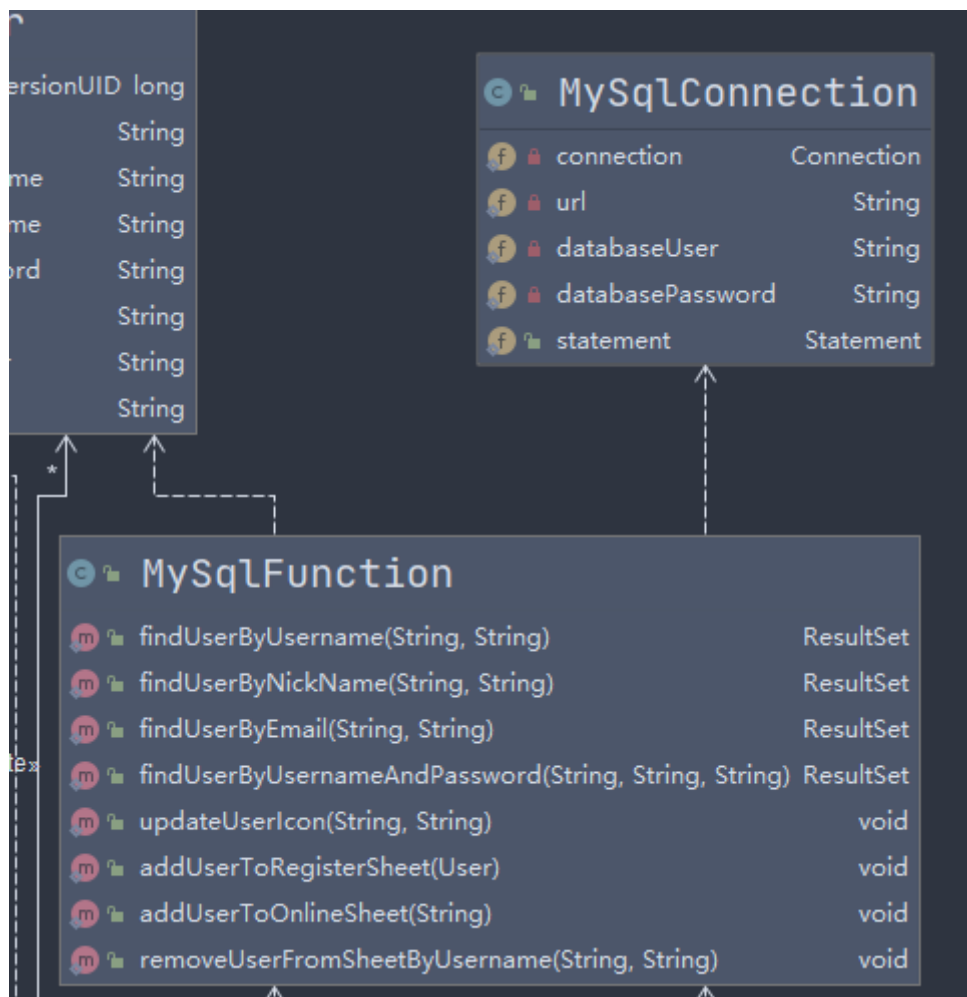 ersionUID long
String
me String
me String
ord String
String
String
String
*
MySqlConnection
connection Connection
url String
databaseUser String
databasePassword String
statement Statement
MySqlFunction
findUserByUsername(String, String) ResultSet
findUserByNickName(String, String) ResultSet
findUserByEmail(String, String) ResultSet
findUserByUsernameAndPassword(String, String, String) ResultSet
updateUserIcon(String, String) void
addUserToRegisterSheet(User) void
addUserToOnlineSheet(String) void
removeUserFromSheetByUsername(String, String) void
te»